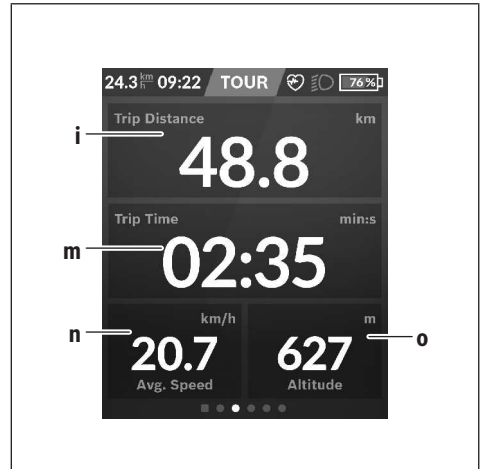 24.3 km/h 09:22 TOUR 76 %
Trip Distance km
i
48.8
Trip Time min:s
m
02:35
km/h m
n o
20.7 627
Avg. Speed Altitude